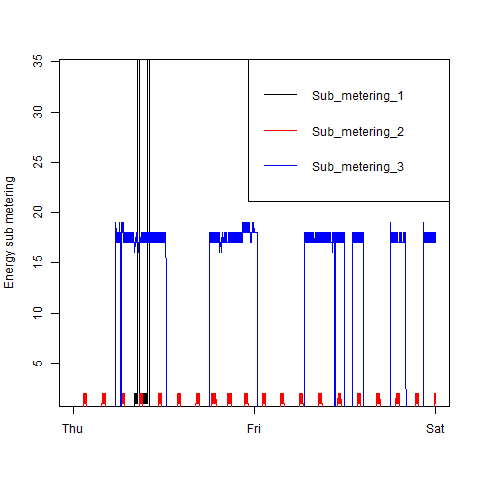 35
30
25
20
15
10
5
Energy sub metering
Sub_metering_1
Sub_metering_2
Sub_metering_3
Thu Fri Sat